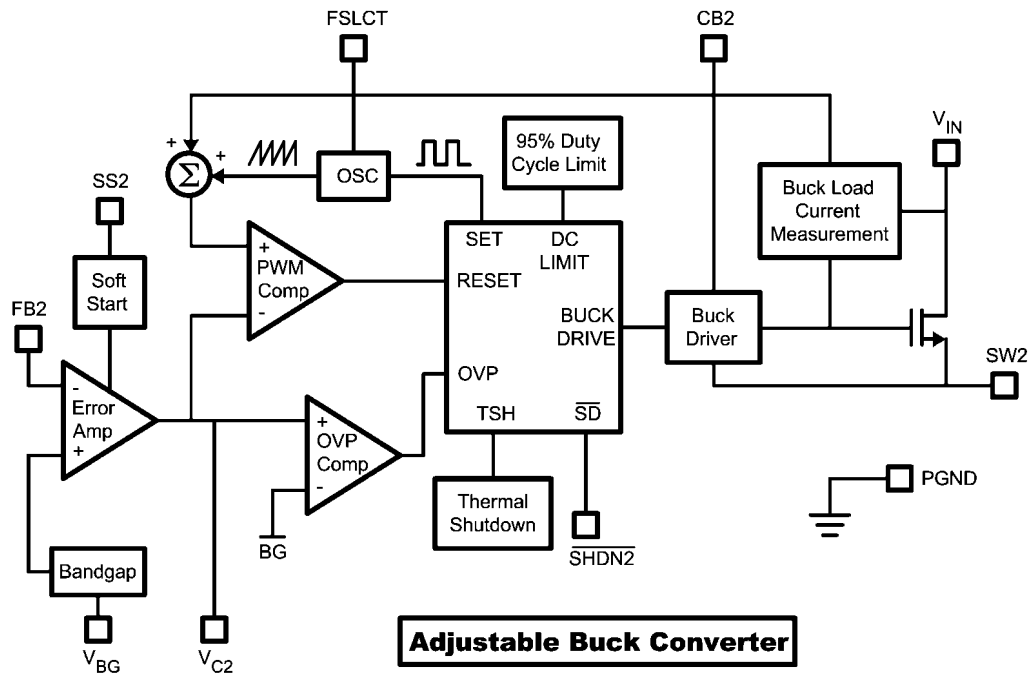 FSLCT
CB2
V_IN
95% Duty
Cycle Limit
+
+
Σ
OSC
Buck Load
Current
Measurement
SS2
Soft
Start
SET
DC
LIMIT
+
PWM
Comp
-
RESET
BUCK
DRIVE
Buck
Driver
FB2
SW2
-
Error
Amp
+
OVP
+
OVP
Comp
-
TSH
S̅D̅
PGND
Thermal
Shutdown
BG
S̅H̅D̅N̅2̅
Bandgap
V_BG
V_C2
Adjustable Buck Converter